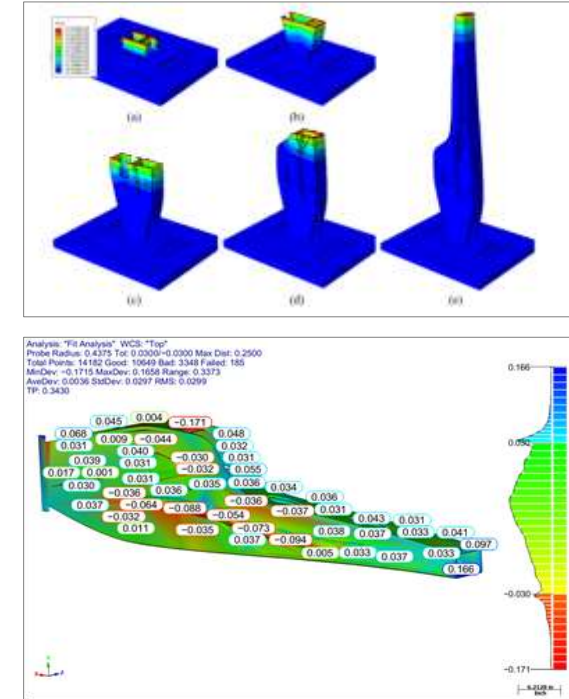 (a)
(b)
(c)
(d)
(e)
Analysis: "Fit Analysis" WCS: "Top"
Probe Radius: 0.4375 Tol: 0.0300/−0.0300 Max Dist: 0.2500
Total Points: 14182 Good: 10649 Bad: 3348 Failed: 185
MinDev: −0.1715 MaxDev: 0.1658 Range: 0.3373
AveDev: 0.0036 StdDev: 0.0297 RMS: 0.0299
TP: 0.3430
0.166
0.045 0.004 −0.171
0.068 0.009 −0.044 0.048
0.031 0.040 0.032
0.039 0.031 −0.030 0.031
0.017 0.001 −0.032 0.055
0.030 0.031 0.035 0.036 0.034
−0.036 0.036 −0.036 0.036
0.037 −0.064 −0.088 −0.037 0.031
−0.032 −0.054 0.043 0.031
0.011 −0.035 −0.073 0.038 0.037 0.033 0.041
0.037 −0.094 0.097
0.005 0.033 0.037 0.033
0.166
−0.030
−0.171